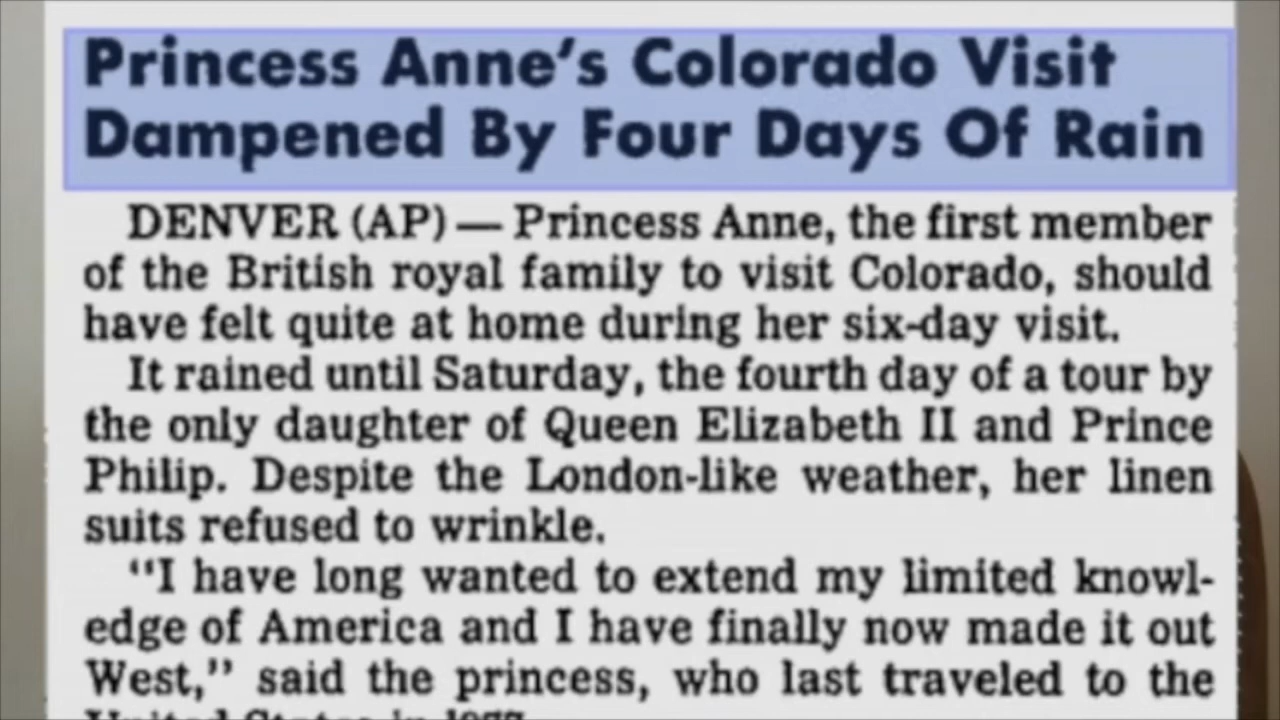 Princess Anne's Colorado Visit
Dampened By Four Days Of Rain
DENVER (AP) — Princess Anne, the first member
of the British royal family to visit Colorado, should
have felt quite at home during her six-day visit.
It rained until Saturday, the fourth day of a tour by
the only daughter of Queen Elizabeth II and Prince
Philip. Despite the London-like weather, her linen
suits refused to wrinkle.
"I have long wanted to extend my limited knowl-
edge of America and I have finally now made it out
West," said the princess, who last traveled to the
United States in